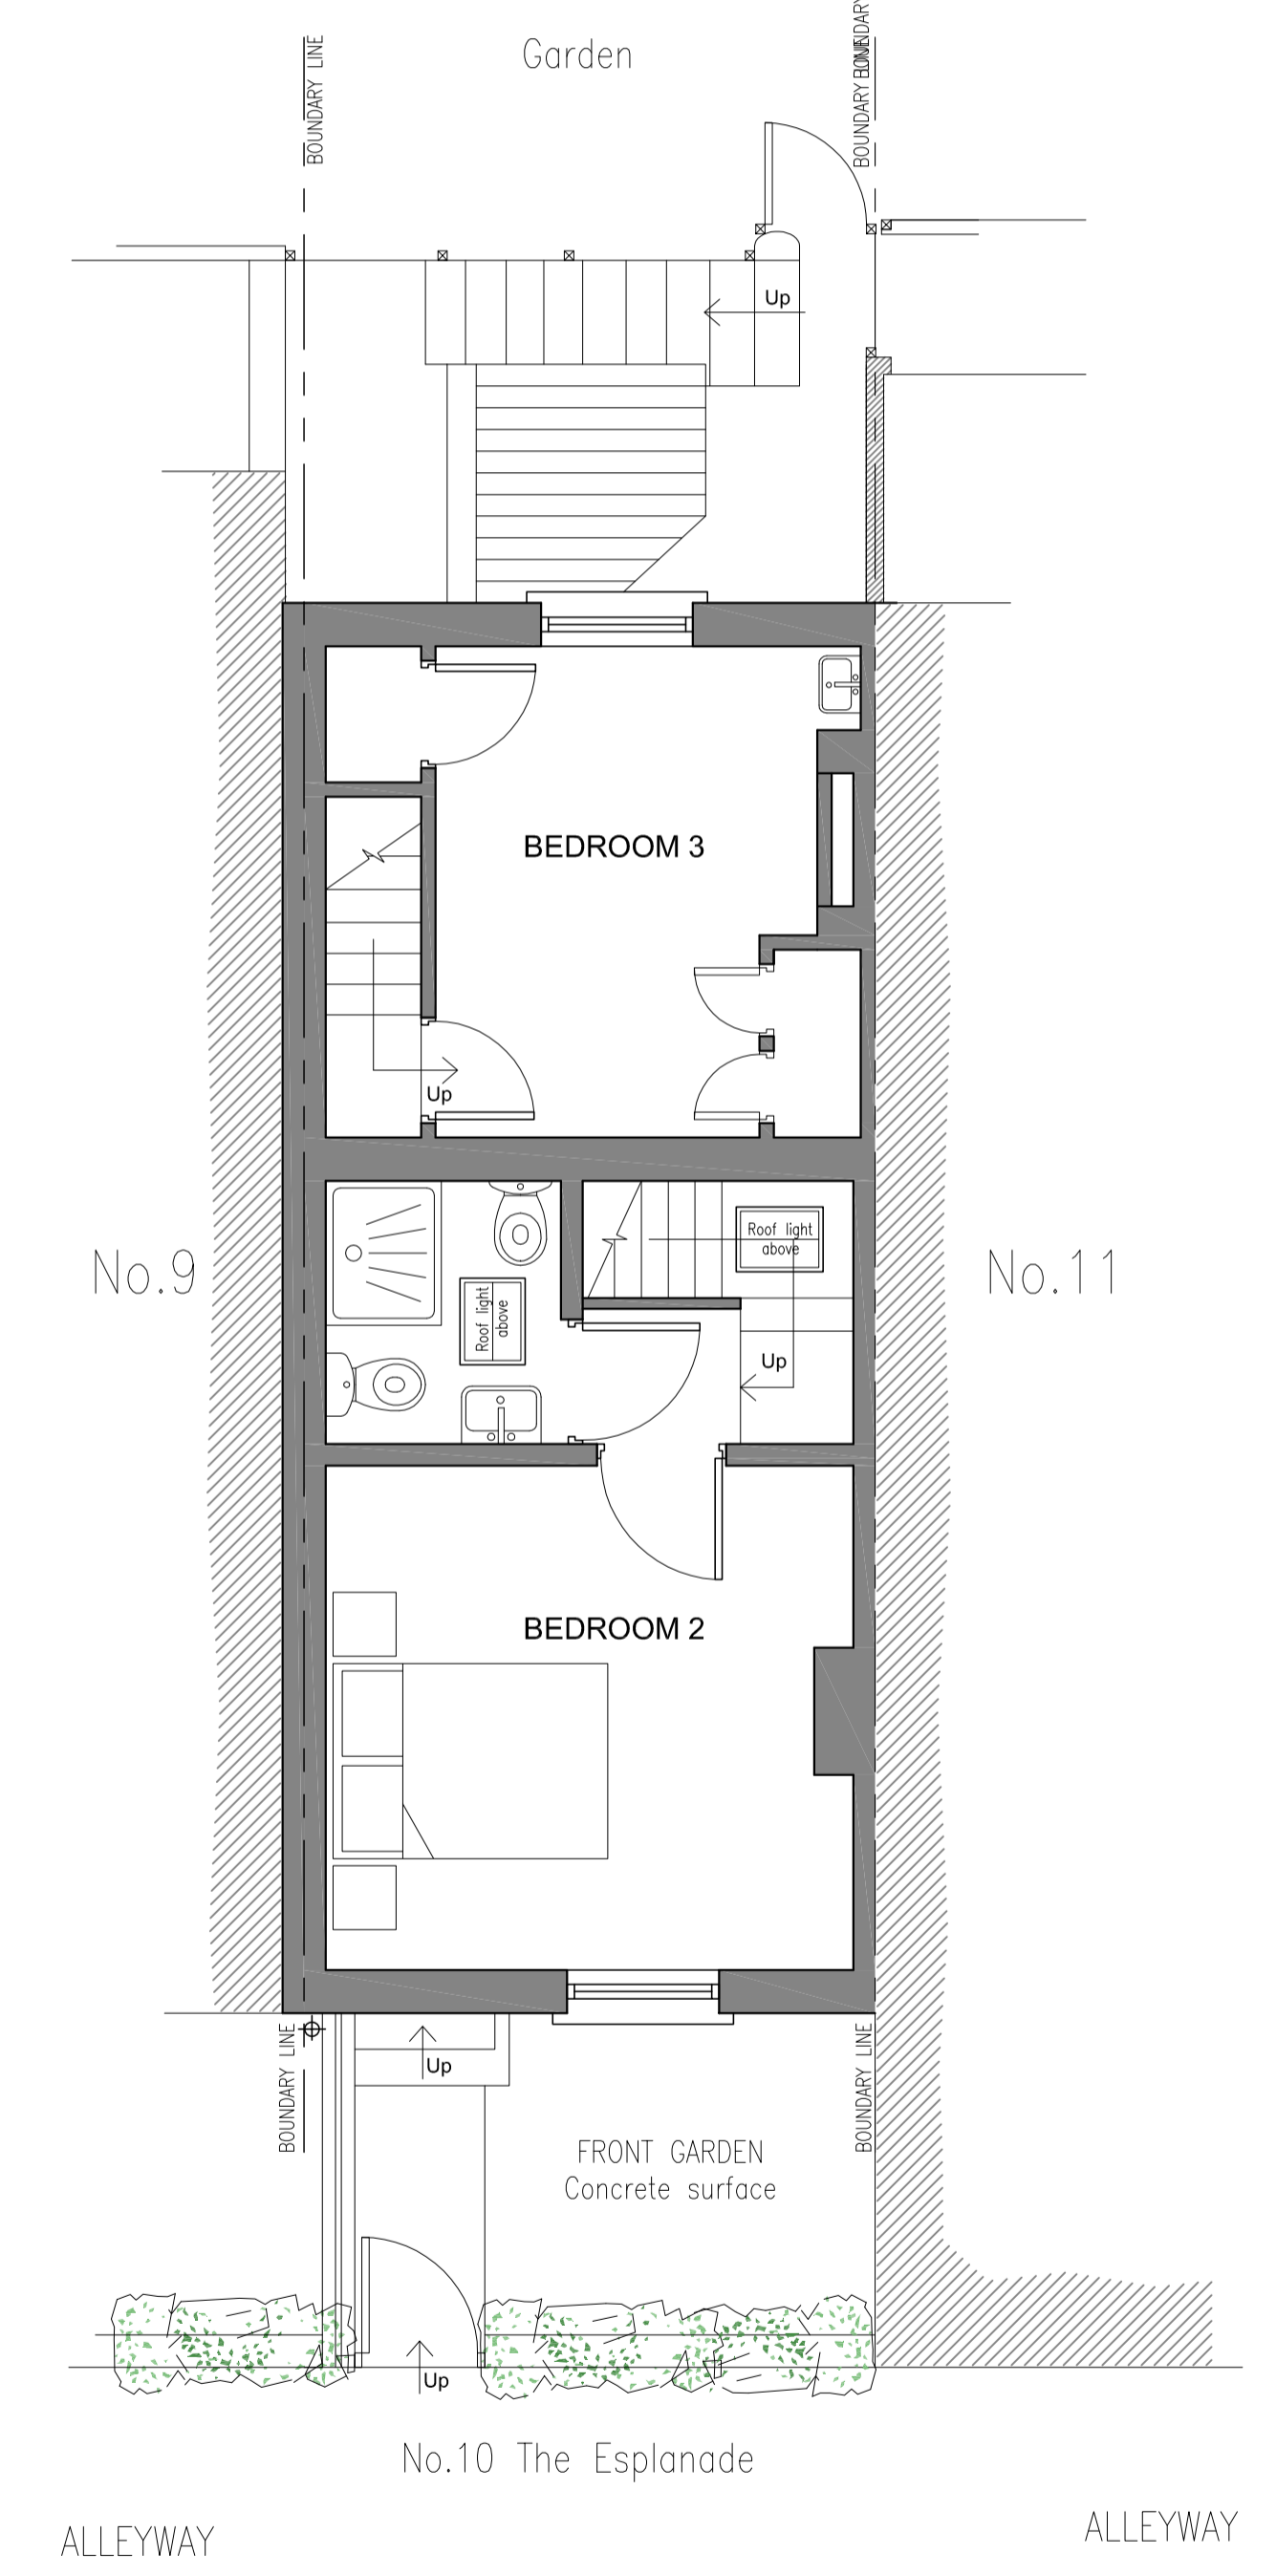 Garden
BOUNDARY LINE
BOUNDARY LINE
BOUNDARY
Up
BEDROOM 3
Up
Roof light
above
No.9
No.11
Roof light
above
Up
BEDROOM 2
BOUNDARY LINE
Up
BOUNDARY LINE
FRONT GARDEN
Concrete surface
Up
No.10 The Esplanade
ALLEYWAY
ALLEYWAY